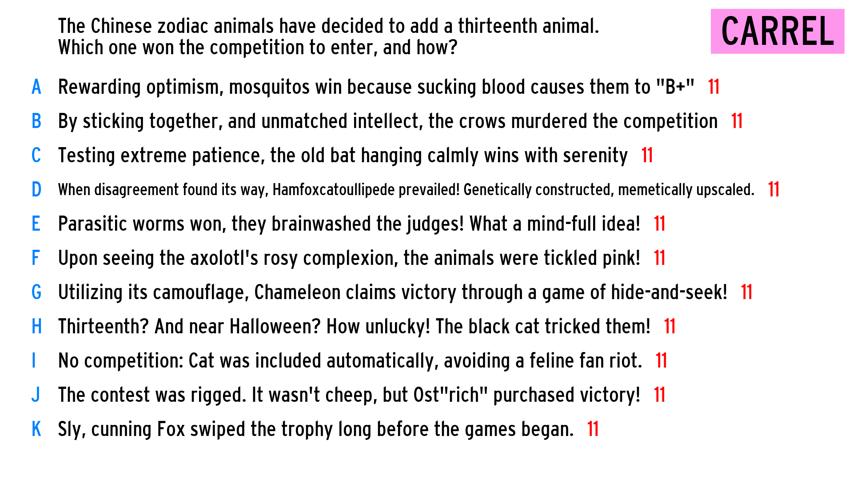 The Chinese zodiac animals have decided to add a thirteenth animal.
Which one won the competition to enter, and how?
CARREL
A Rewarding optimism, mosquitos win because sucking blood causes them to "B+" 11
B By sticking together, and unmatched intellect, the crows murdered the competition 11
C Testing extreme patience, the old bat hanging calmly wins with serenity 11
D When disagreement found its way, Hamfoxcatoullipede prevailed! Genetically constructed, memetically upscaled. 11
E Parasitic worms won, they brainwashed the judges! What a mind-full idea! 11
F Upon seeing the axolotl's rosy complexion, the animals were tickled pink! 11
G Utilizing its camouflage, Chameleon claims victory through a game of hide-and-seek! 11
H Thirteenth? And near Halloween? How unlucky! The black cat tricked them! 11
I No competition: Cat was included automatically, avoiding a feline fan riot. 11
J The contest was rigged. It wasn't cheep, but Ost"rich" purchased victory! 11
K Sly, cunning Fox swiped the trophy long before the games began. 11